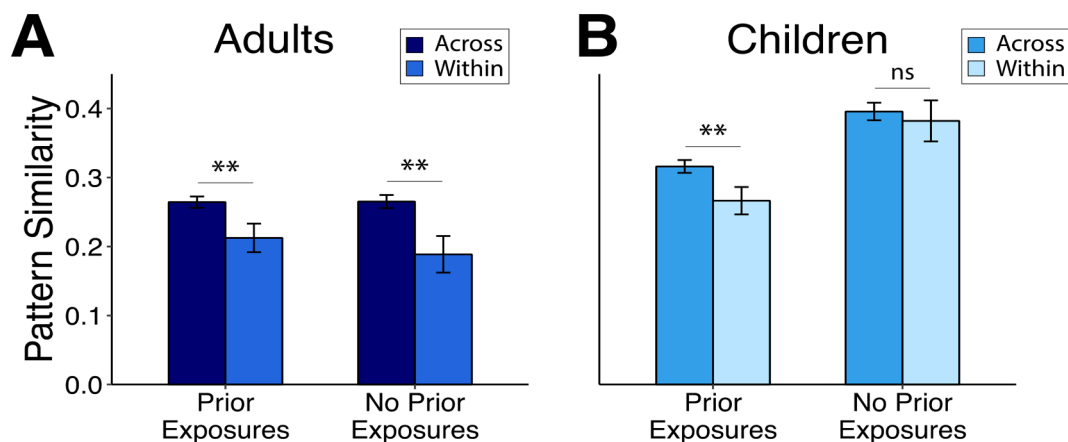 A
Adults
Across
Within
Pattern Similarity
0.4
0.3
0.2
0.1
0.0
**
**
Prior
Exposures
No Prior
Exposures
B
Children
Across
Within
**
ns
Prior
Exposures
No Prior
Exposures